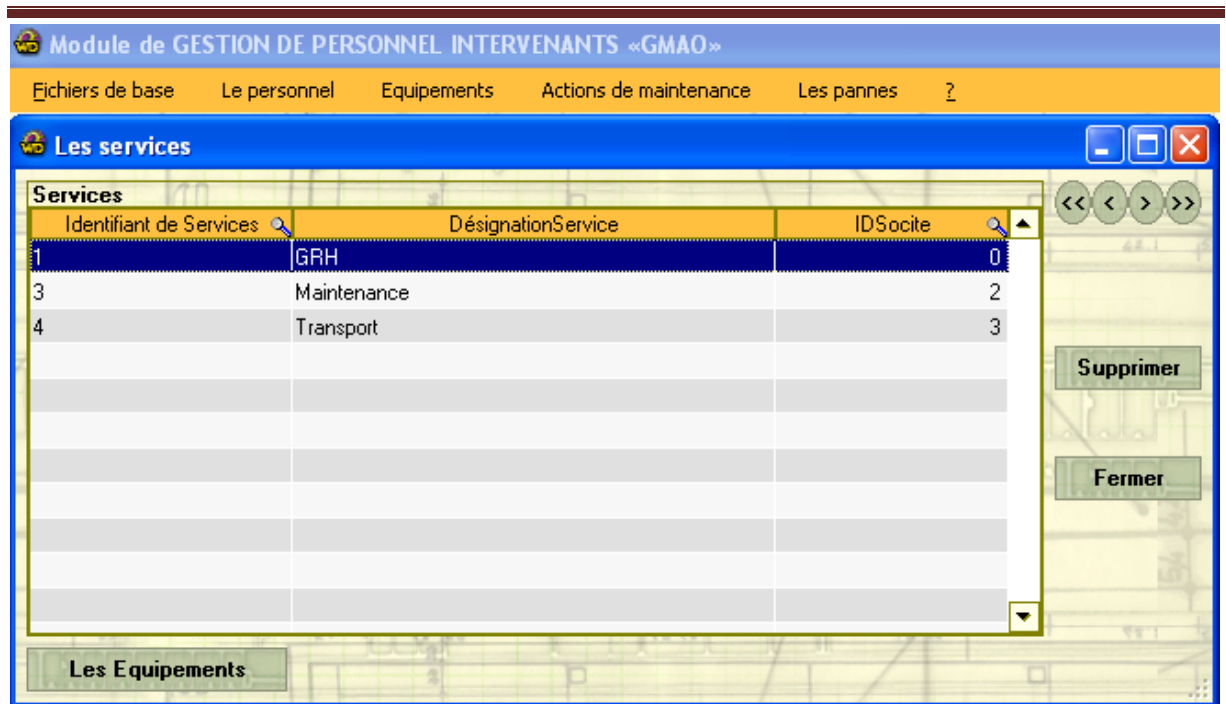 Module de GESTION DE PERSONNEL INTERVENANTS «GMAO»
Fichiers de base Le personnel Equipements Actions de maintenance Les pannes ?
Les services
Services
<< < > >>
Identifiant de Services DésignationService IDSocite
1 GRH 0
3 Maintenance 2
4 Transport 3
Supprimer
Fermer
Les Equipements